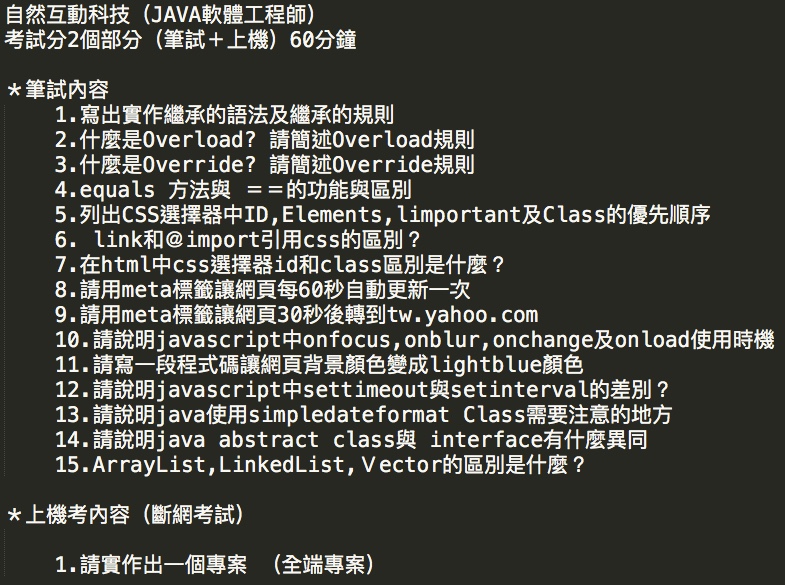 自然互動科技（JAVA軟體工程師）
考試分2個部分（筆試＋上機）60分鐘
＊筆試內容
1.寫出實作繼承的語法及繼承的規則
2.什麼是Overload? 請簡述Overload規則
3.什麼是Override? 請簡述Override規則
4.equals 方法與 ＝＝的功能與區別
5.列出CSS選擇器中ID,Elements,limportant及Class的優先順序
6. link和＠import引用css的區別？
7.在html中css選擇器id和class區別是什麼？
8.請用meta標籤讓網頁每60秒自動更新一次
9.請用meta標籤讓網頁30秒後轉到tw.yahoo.com
10.請說明javascript中onfocus,onblur,onchange及onload使用時機
11.請寫一段程式碼讓網頁背景顏色變成lightblue顏色
12.請說明javascript中settimeout與setinterval的差別？
13.請說明java使用simpledateformat Class需要注意的地方
14.請說明java abstract class與 interface有什麼異同
15.ArrayList,LinkedList,Ｖector的區別是什麼？
＊上機考內容（斷網考試）
1.請實作出一個專案 （全端專案）